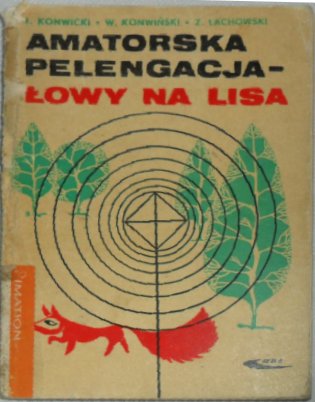 KONWICKI • W. KONWIŃSKI • Z. LACHOWSKI
AMATORSKA
PELENGACJA-
ŁOWY NA LISA